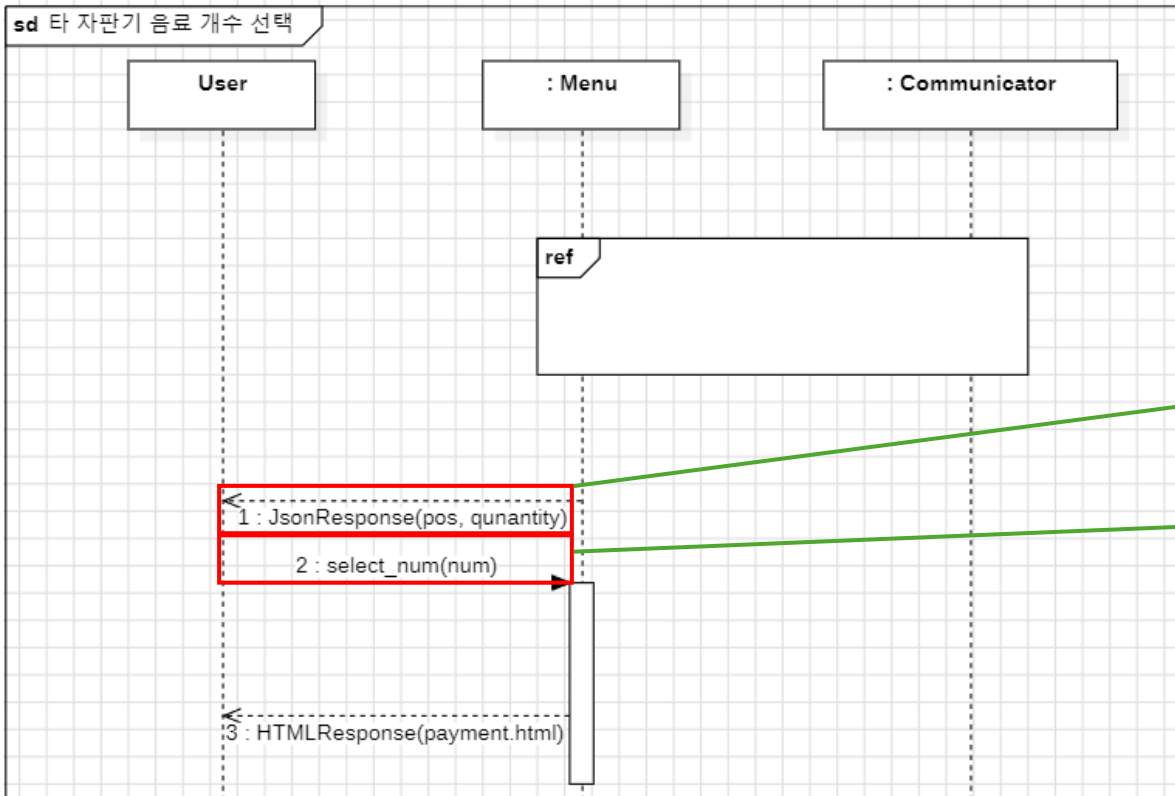 sd 타 자판기 음료 개수 선택
User
: Menu
: Communicator
ref
1 : JsonResponse(pos, qunantity)
2 : select_num(num)
3 : HTMLResponse(payment.html)